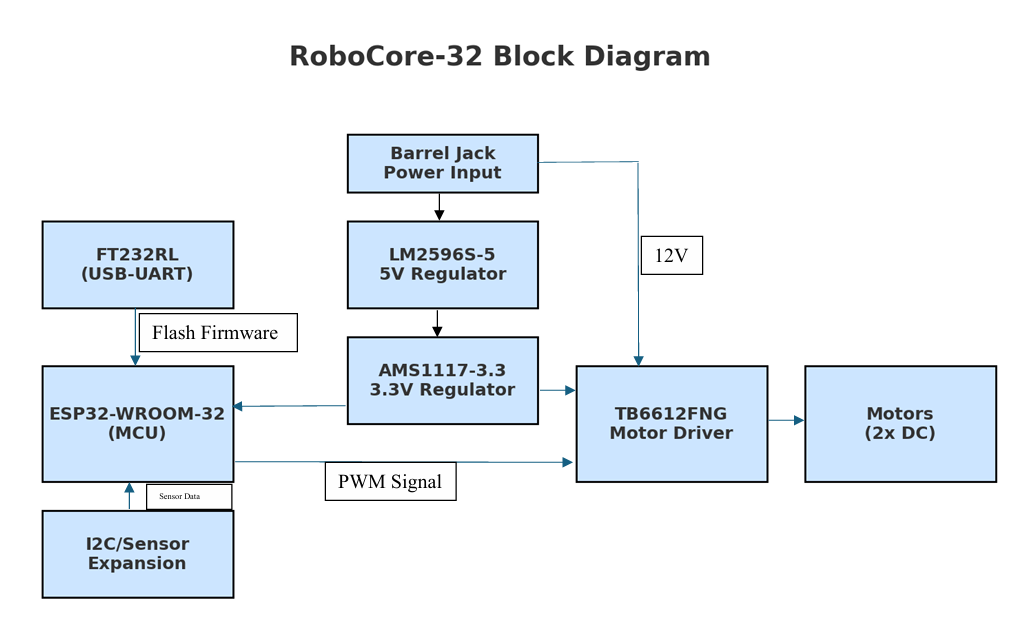 RoboCore-32 Block Diagram
Barrel Jack
Power Input
LM2596S-5
5V Regulator
12V
FT232RL
(USB-UART)
Flash Firmware
AMS1117-3.3
3.3V Regulator
ESP32-WROOM-32
(MCU)
TB6612FNG
Motor Driver
Motors
(2x DC)
PWM Signal
Sensor Data
I2C/Sensor
Expansion